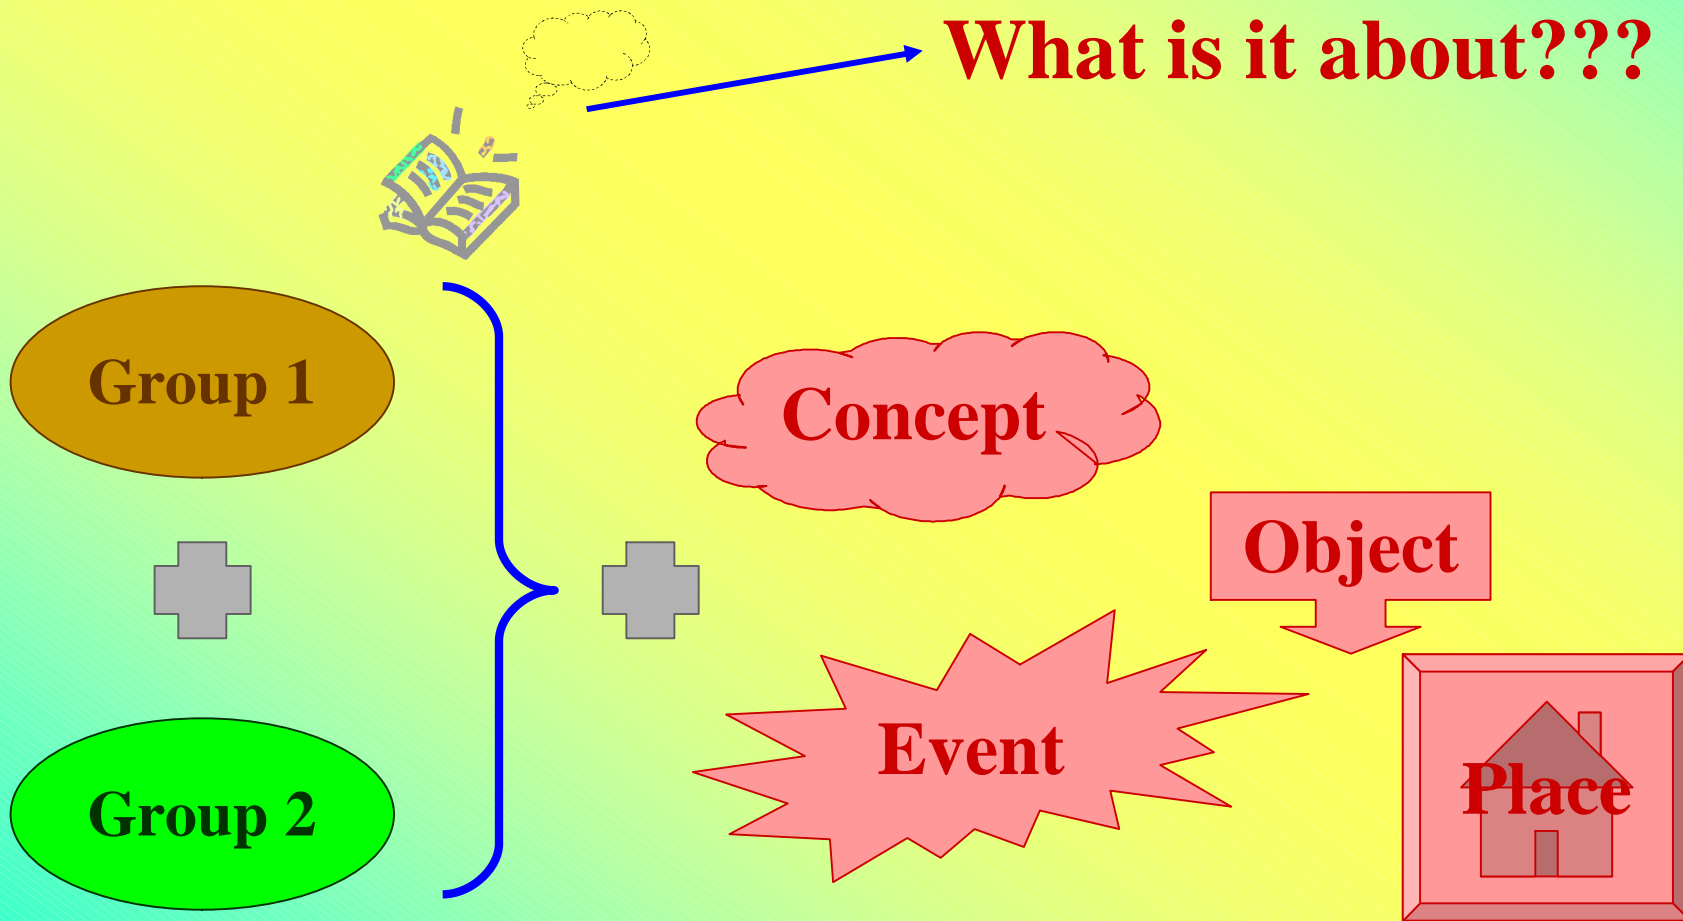 What is it about???
Group 1
Concept
Object
Event
Place
Group 2